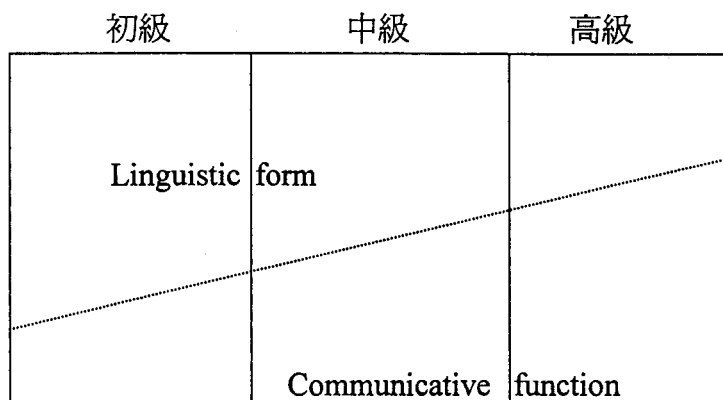 初級 中級 高級
Linguistic form
Communicative function